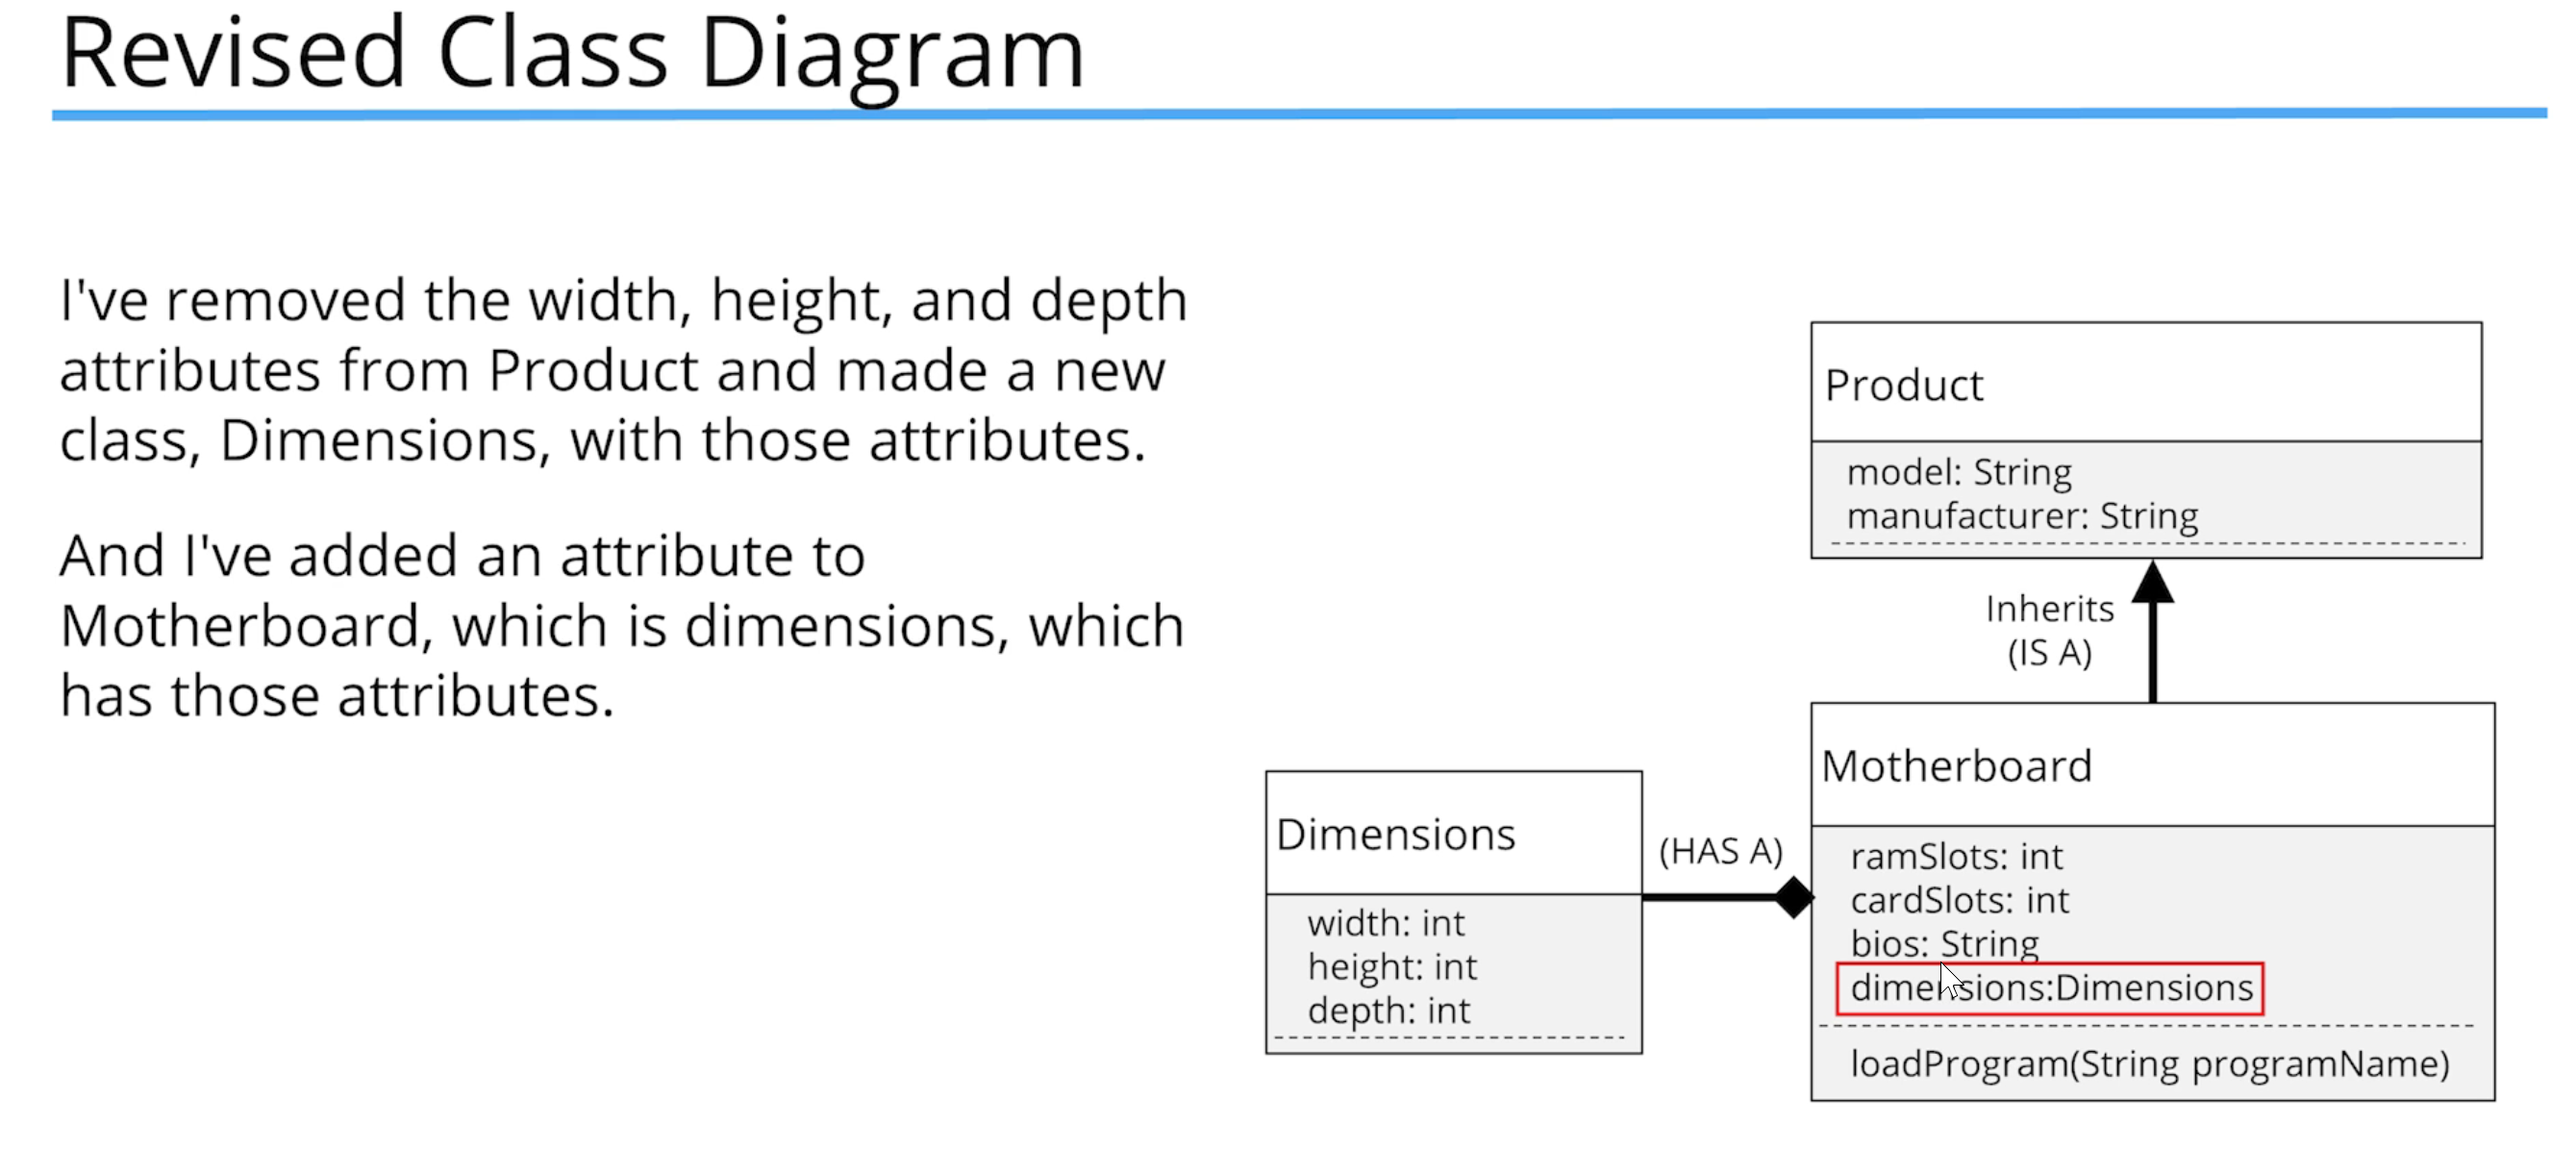 Revised Class Diagram
I've removed the width, height, and depth
attributes from Product and made a new
class, Dimensions, with those attributes.
And I've added an attribute to
Motherboard, which is dimensions, which
has those attributes.
Product
model: String
manufacturer: String
Inherits
(IS A)
Motherboard
ramSlots: int
cardSlots: int
bios: String
dimensions:Dimensions
loadProgram(String programName)
(HAS A)
Dimensions
width: int
height: int
depth: int